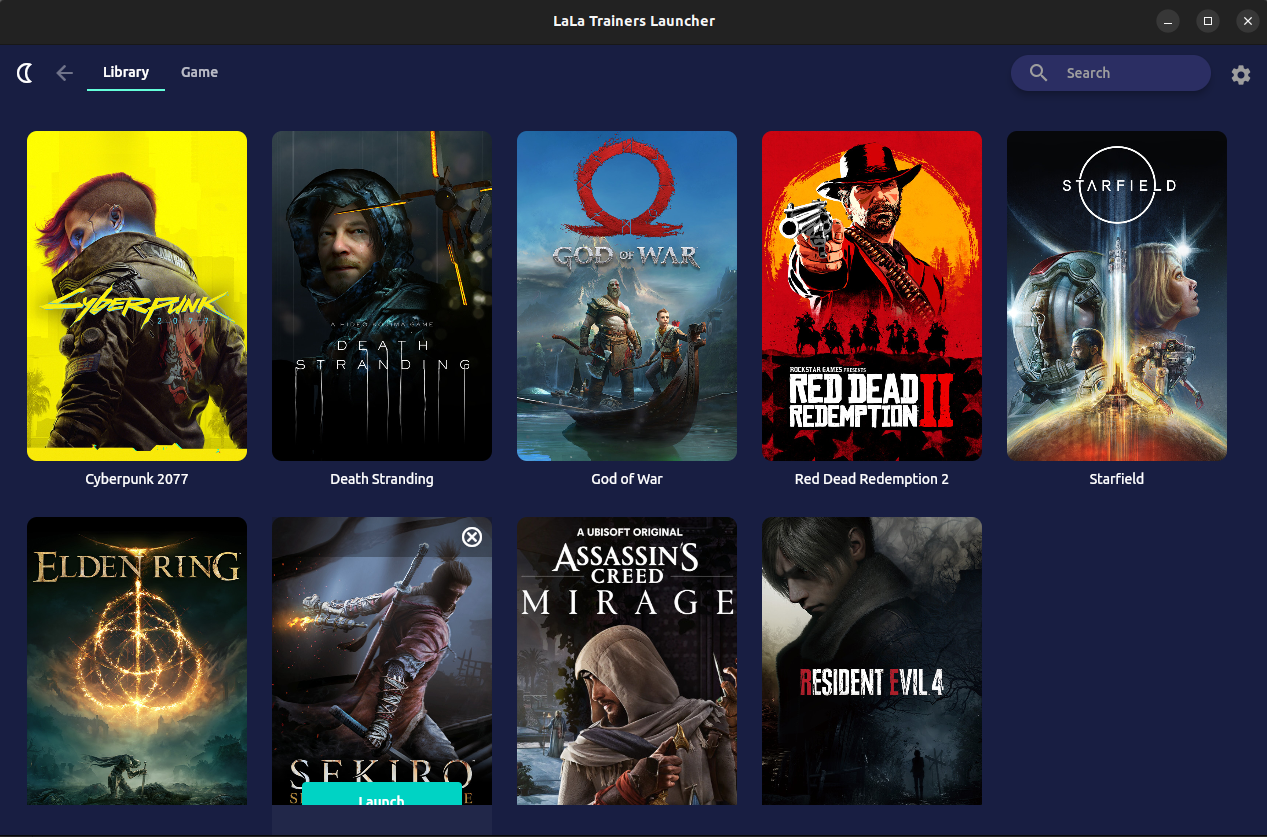 LaLa Trainers Launcher
Library
Game
Search
CYBERPUNK
2077
A HIDEO KOJIMA GAME
DEATH
STRANDING
GOD OF WAR
ROCKSTAR GAMES PRESENTS
RED DEAD
REDEMPTION II
STARFIELD
Cyberpunk 2077
Death Stranding
God of War
Red Dead Redemption 2
Starfield
ELDEN RING
SEKIRO
Launch
A UBISOFT ORIGINAL
ASSASSIN'S
CREED
MIRAGE
RESIDENT EVIL 4